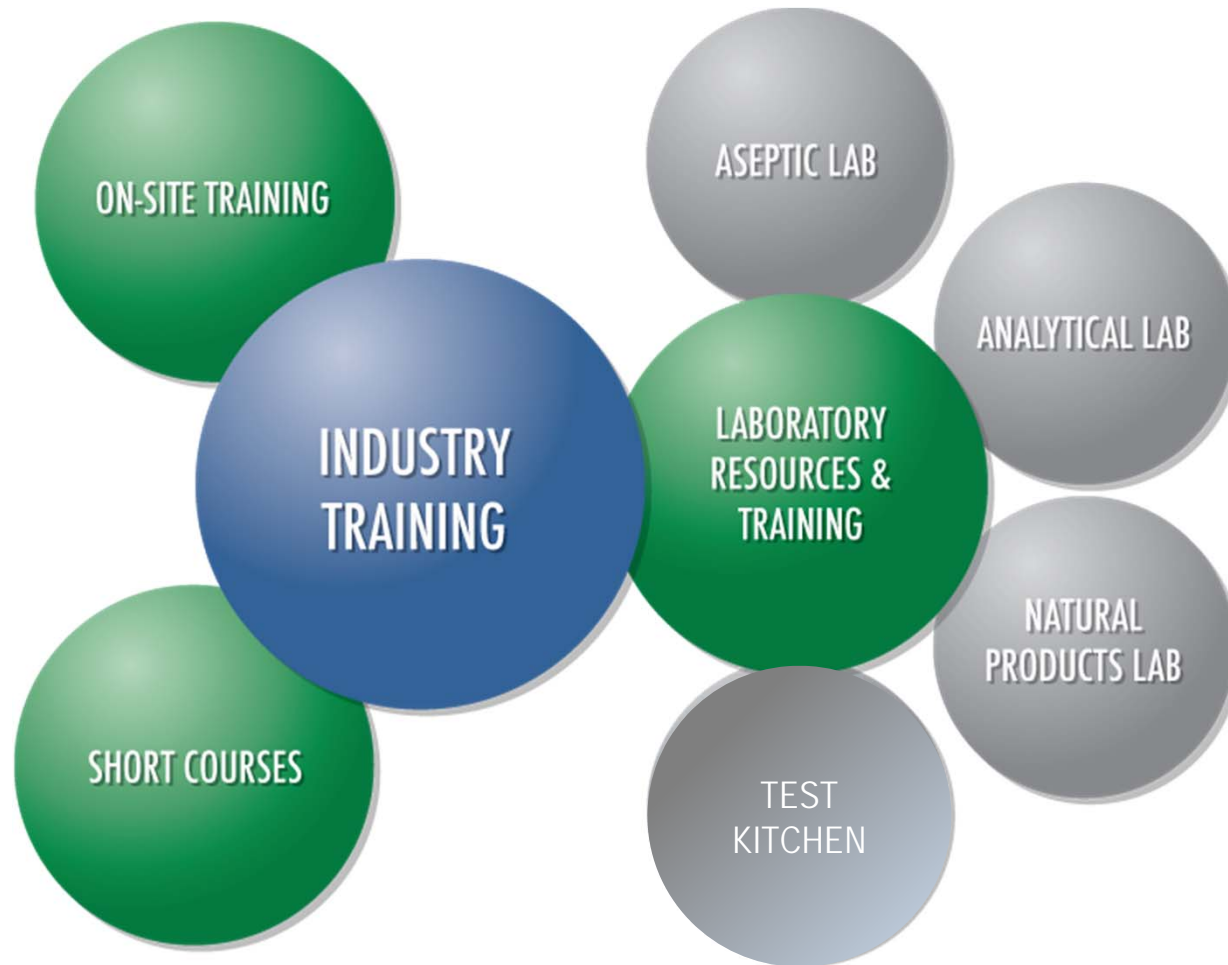 ON-SITE TRAINING
INDUSTRY
TRAINING
SHORT COURSES
LABORATORY
RESOURCES &
TRAINING
ASEPTIC LAB
ANALYTICAL LAB
NATURAL
PRODUCTS LAB
TEST
KITCHEN